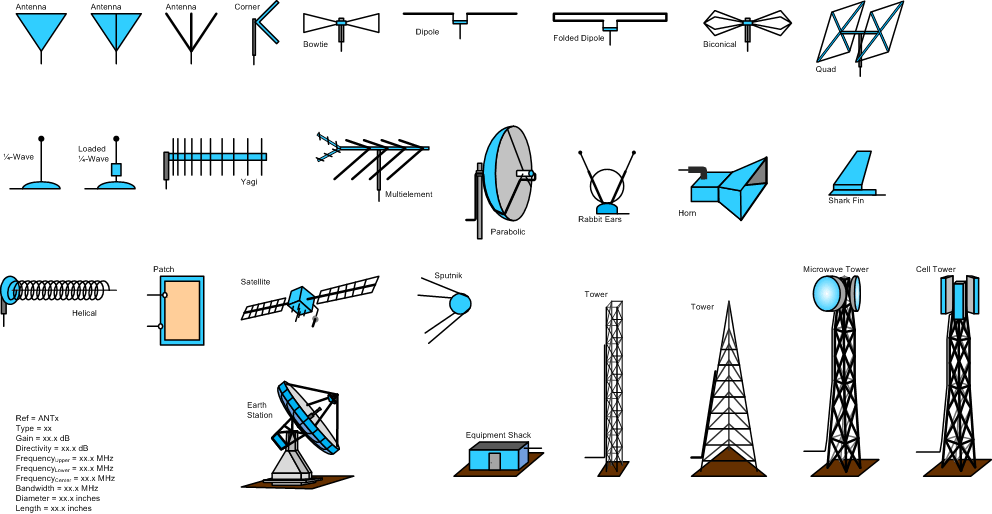 Antenna
Antenna
Antenna
Corner
Bowtie
Dipole
Folded Dipole
Biconical
Quad
¼-Wave
Loaded
¼-Wave
Yagi
Multielement
Parabolic
Rabbit Ears
Horn
Shark Fin
Helical
Patch
Satellite
Sputnik
Tower
Tower
Microwave Tower
Cell Tower
Earth
Station
Equipment Shack
Ref = ANTx
Type = xx
Gain = xx.x dB
Directivity = xx.x dB
FrequencyUpper = xx.x MHz
FrequencyLower = xx.x MHz
FrequencyCenter = xx.x MHz
Bandwidth = xx.x MHz
Diameter = xx.x inches
Length = xx.x inches